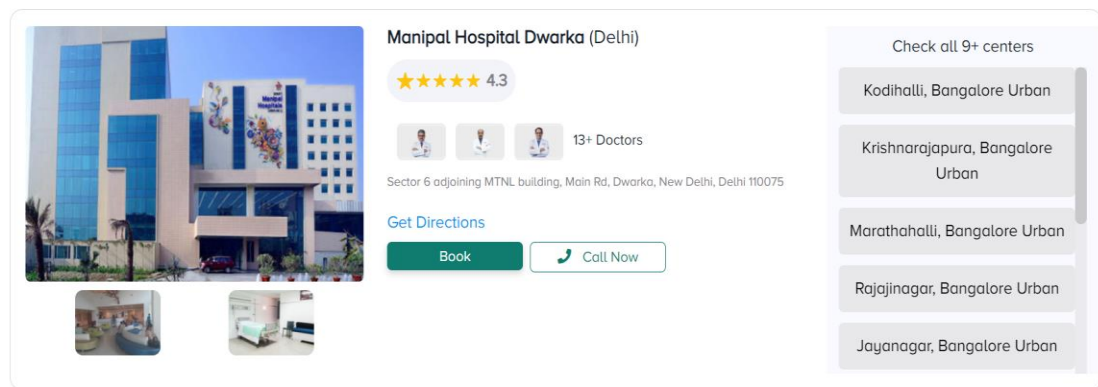 Manipal Hospital Dwarka (Delhi)
4.3
13+ Doctors
Sector 6 adjoining MTNL building, Main Rd, Dwarka, New Delhi, Delhi 110075
Get Directions
Book
Call Now
Manipal
Hospitals
Check all 9+ centers
Kodihalli, Bangalore Urban
Krishnarajapura, Bangalore
Urban
Marathahalli, Bangalore Urban
Rajajinagar, Bangalore Urban
Jayanagar, Bangalore Urban